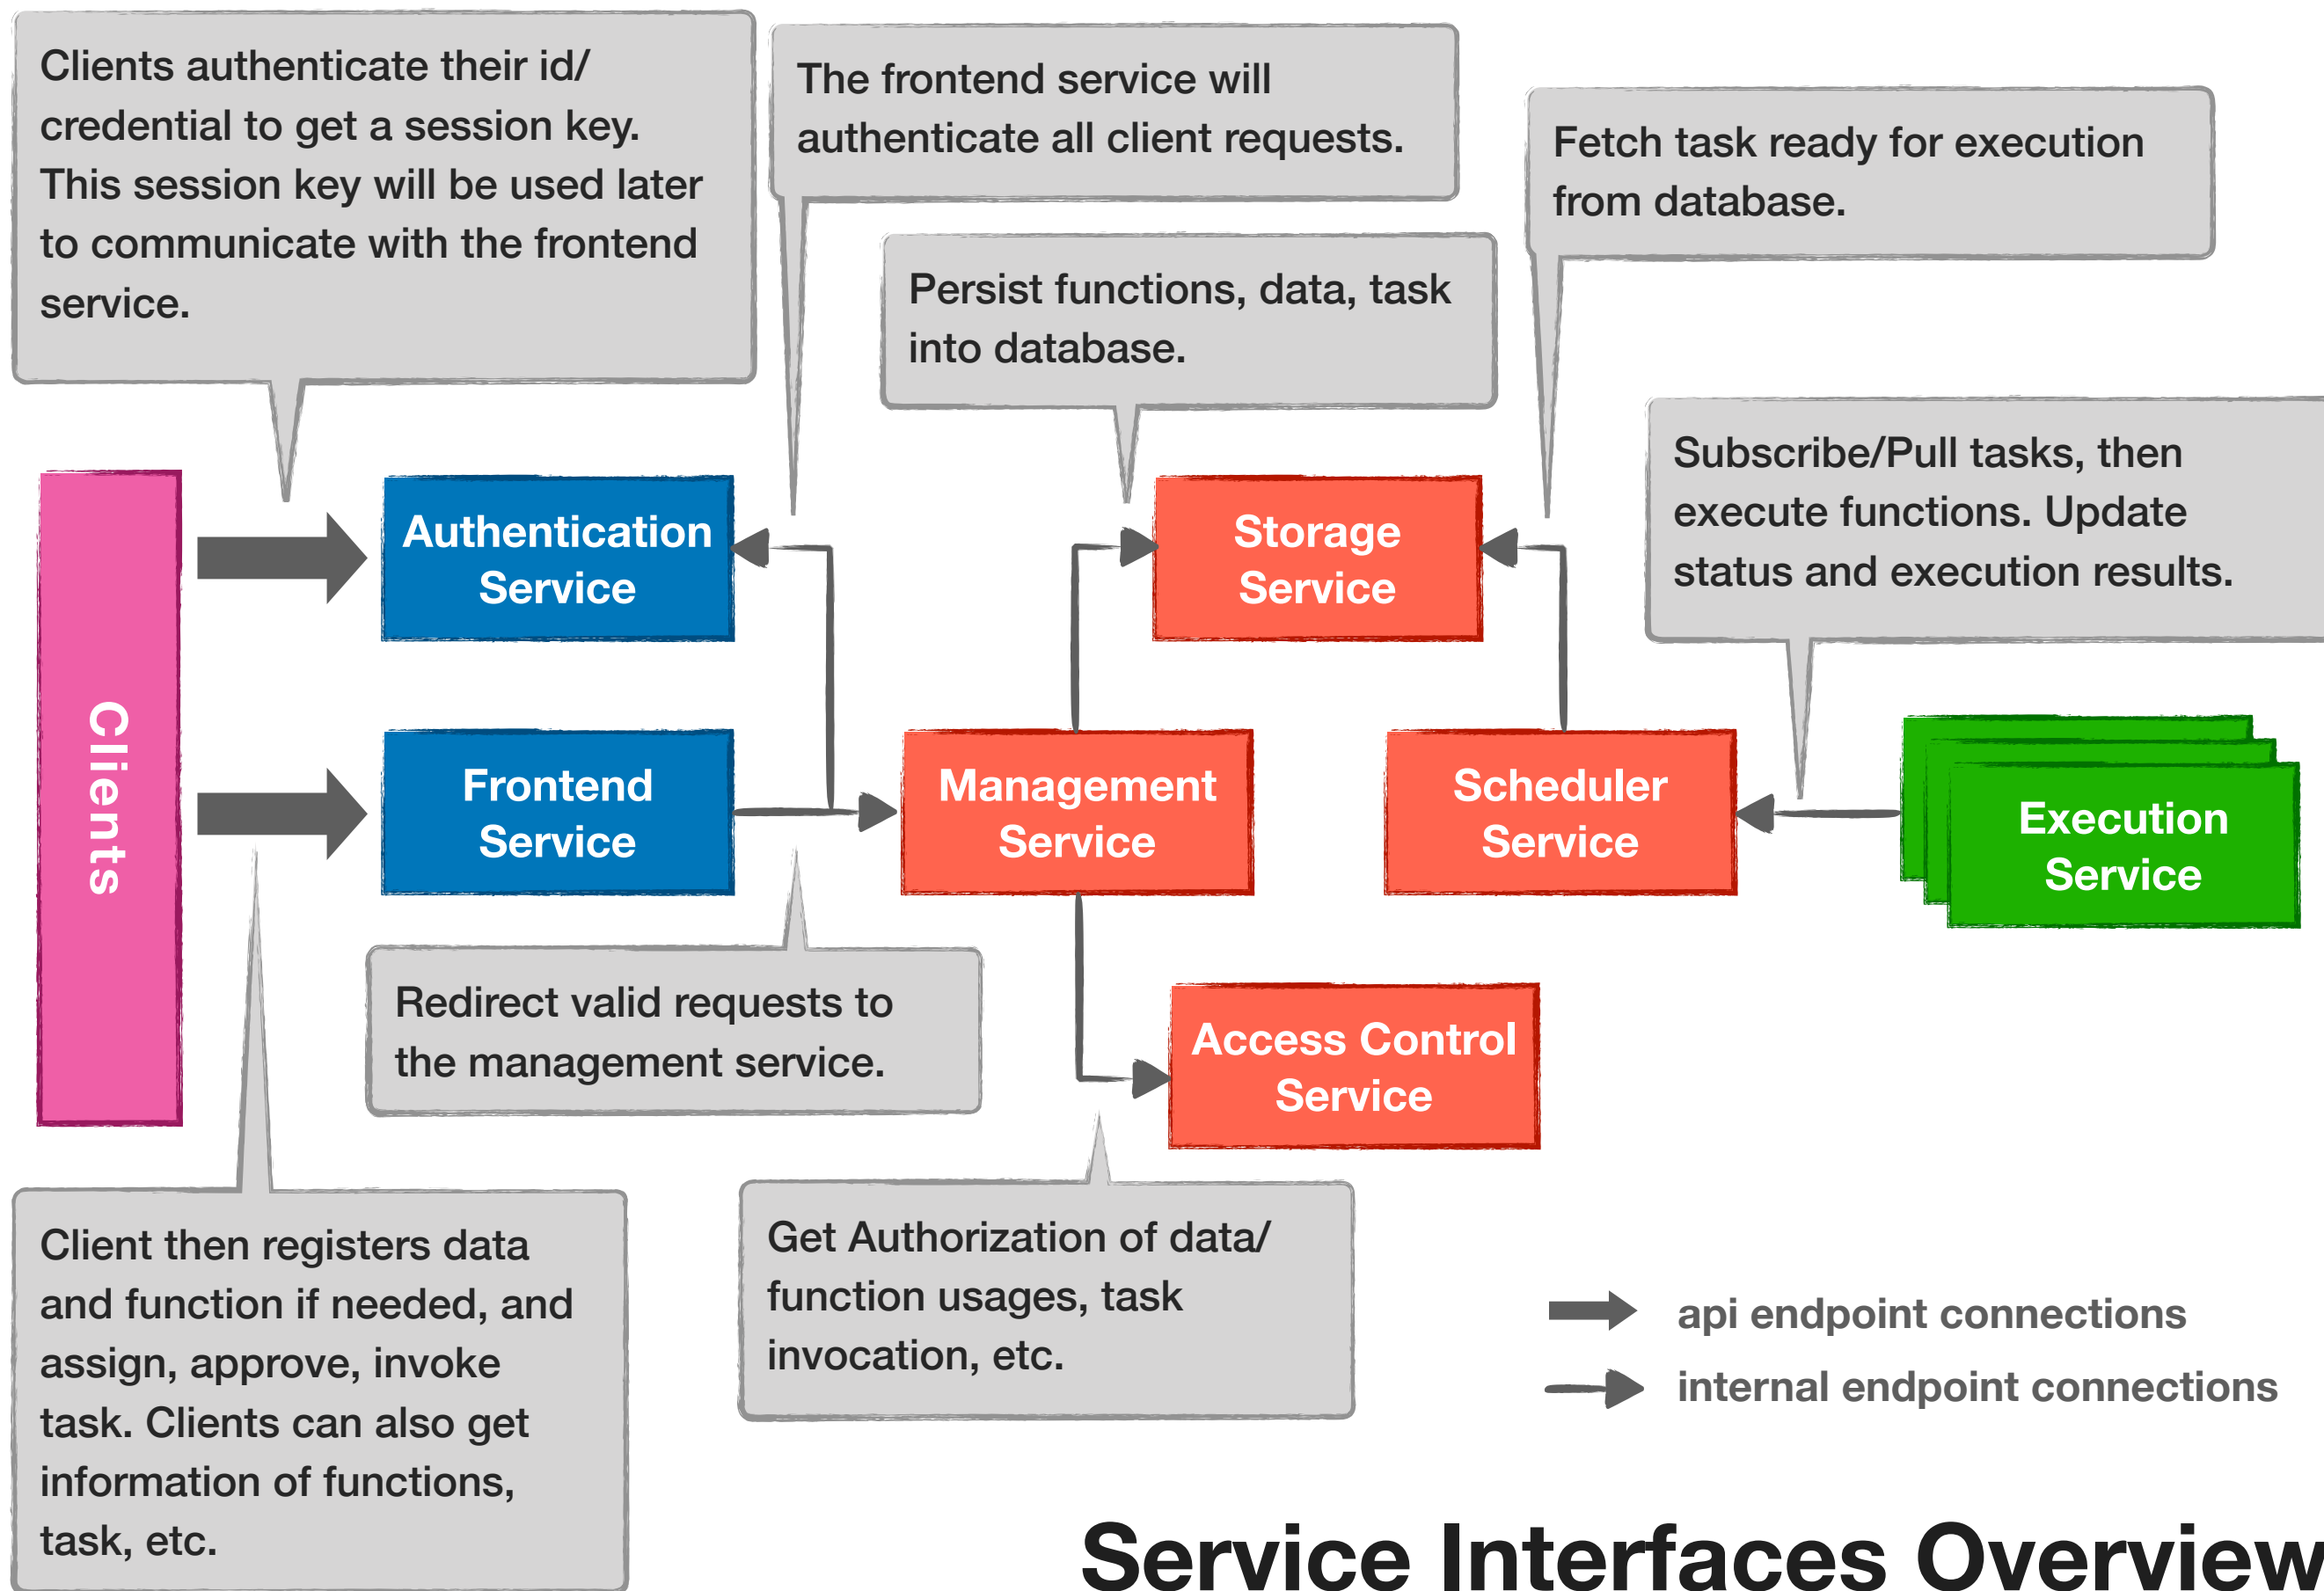 Clients authenticate their id/
credential to get a session key.
This session key will be used later
to communicate with the frontend
service.
The frontend service will
authenticate all client requests.
Fetch task ready for execution
from database.
Persist functions, data, task
into database.
Subscribe/Pull tasks, then
execute functions. Update
status and execution results.
Clients
Authentication
Service
Storage
Service
Frontend
Service
Management
Service
Scheduler
Service
Execution
Service
Redirect valid requests to
the management service.
Access Control
Service
Client then registers data
and function if needed, and
assign, approve, invoke
task. Clients can also get
information of functions,
task, etc.
Get Authorization of data/
function usages, task
invocation, etc.
api endpoint connections
internal endpoint connections
Service Interfaces Overview